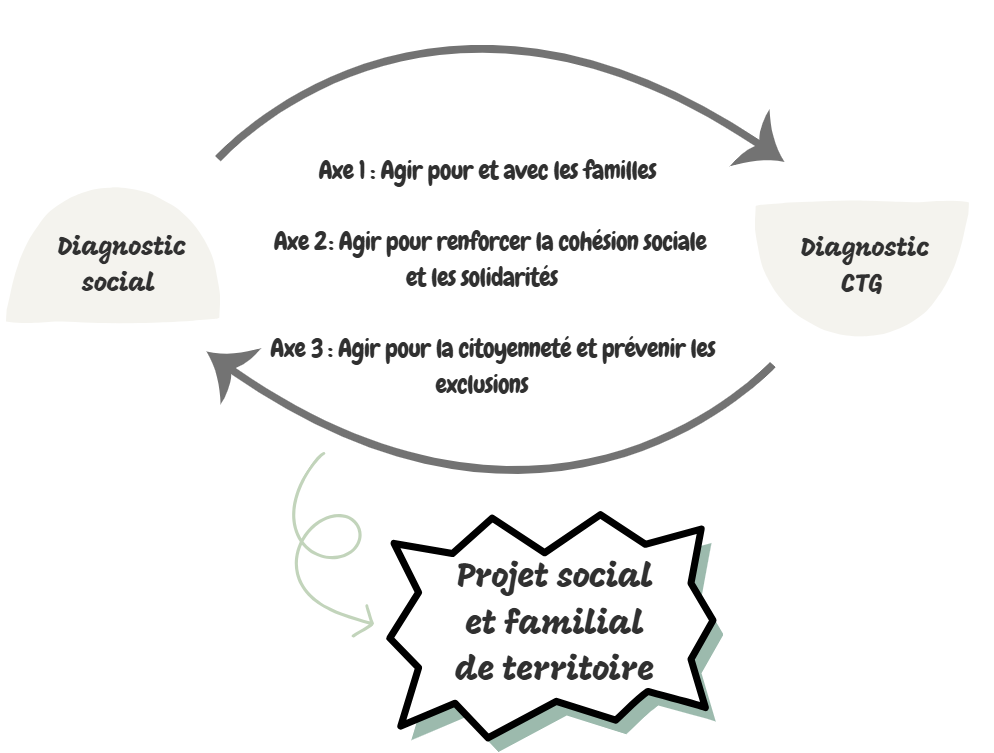 Axe 1 : Agir pour et avec les familles
Diagnostic
social
Axe 2: Agir pour renforcer la cohésion sociale
et les solidarités
Diagnostic
CTG
Axe 3 : Agir pour la citoyenneté et prévenir les
exclusions
Projet social
et familial
de territoire